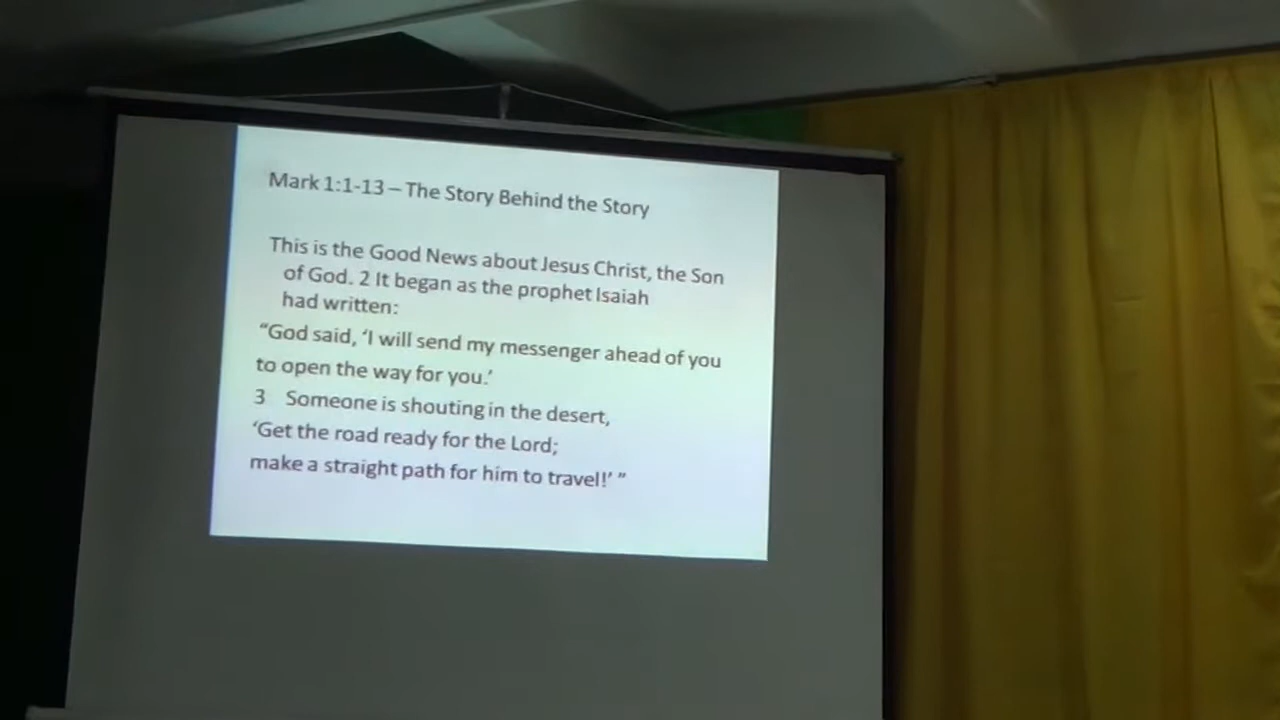 Mark 1:1-13 – The Story Behind the Story
This is the Good News about Jesus Christ, the Son
of God. 2 It began as the prophet Isaiah
had written:
“God said, ‘I will send my messenger ahead of you
to open the way for you.’
3 Someone is shouting in the desert,
‘Get the road ready for the Lord;
make a straight path for him to travel!’ ”